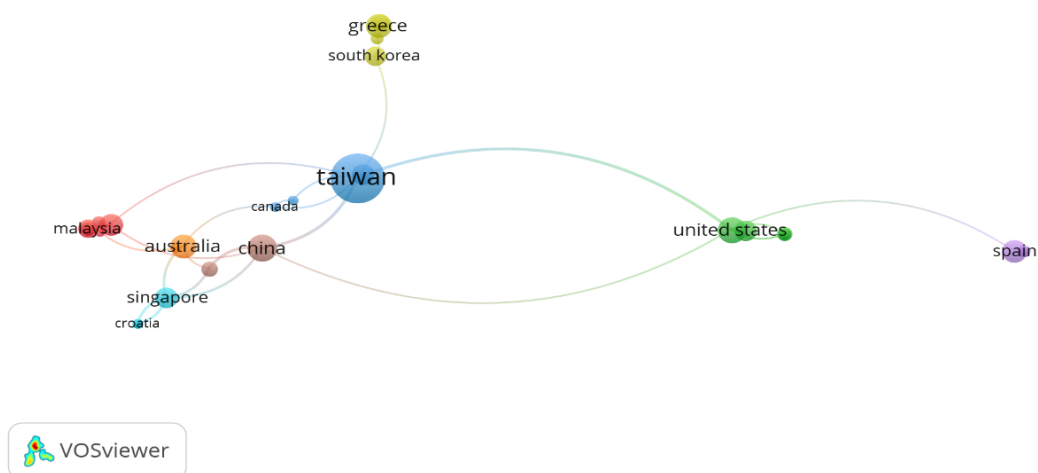 greece
south korea
taiwan
canada
malaysia
australia
china
united states
spain
singapore
croatia
VOSviewer